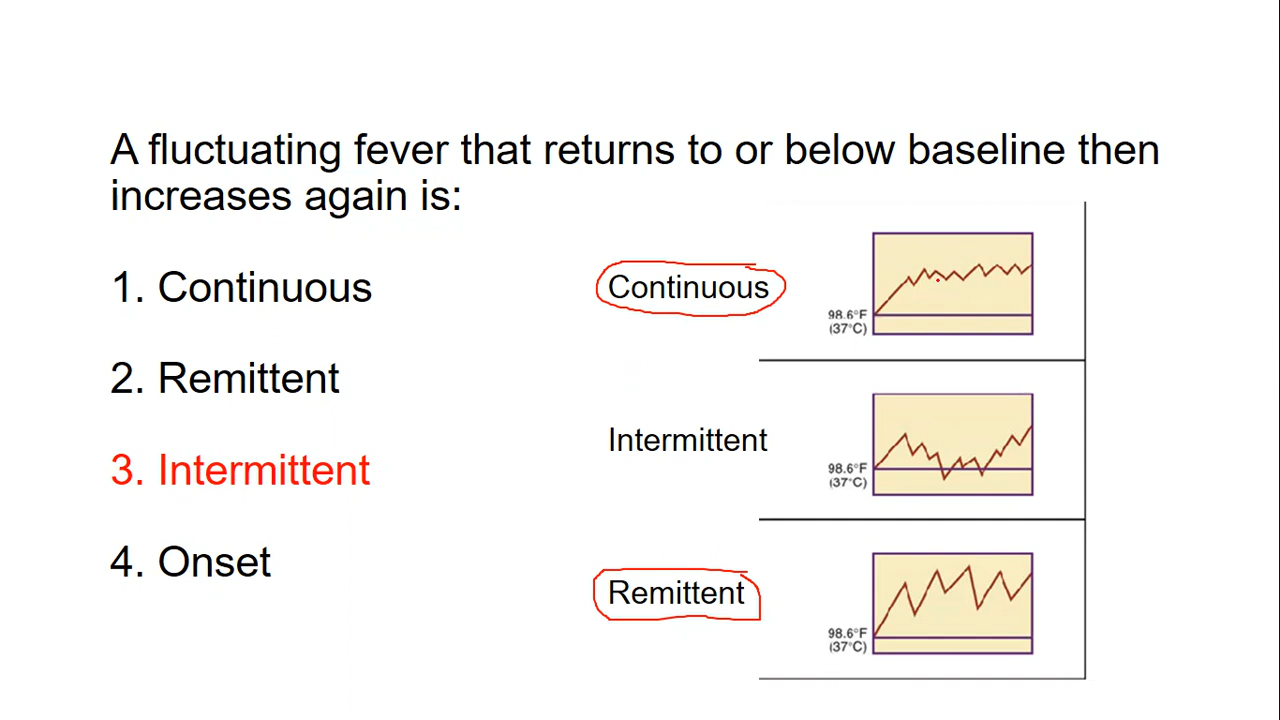 A fluctuating fever that returns to or below baseline then
increases again is:
1. Continuous
2. Remittent
3. Intermittent
4. Onset
Continuous
98.6°F
(37°C)
Intermittent
98.6°F
(37°C)
Remittent
98.6°F
(37°C)